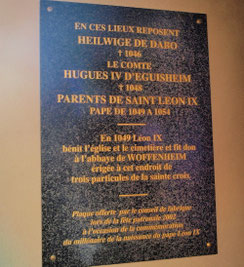 EN CES LIEUX REPOSENT
HEILWIGE DE DABO
† 1046
LE COMTE
HUGUES IV D'EGUISHEIM
† 1048
PARENTS DE SAINT LEON IX
PAPE DE 1049 A 1054
En 1049 Léon IX
bénit l'église et le cimetière et fit don
à l'abbaye de WOFFENHEIM
érigée à cet endroit de
trois particules de la sainte croix.
Plaque offerte par le conseil de fabrique
lors de la fête patronale 2002
à l'occasion de la commémoration
du millénaire de la naissance du pape Léon IX